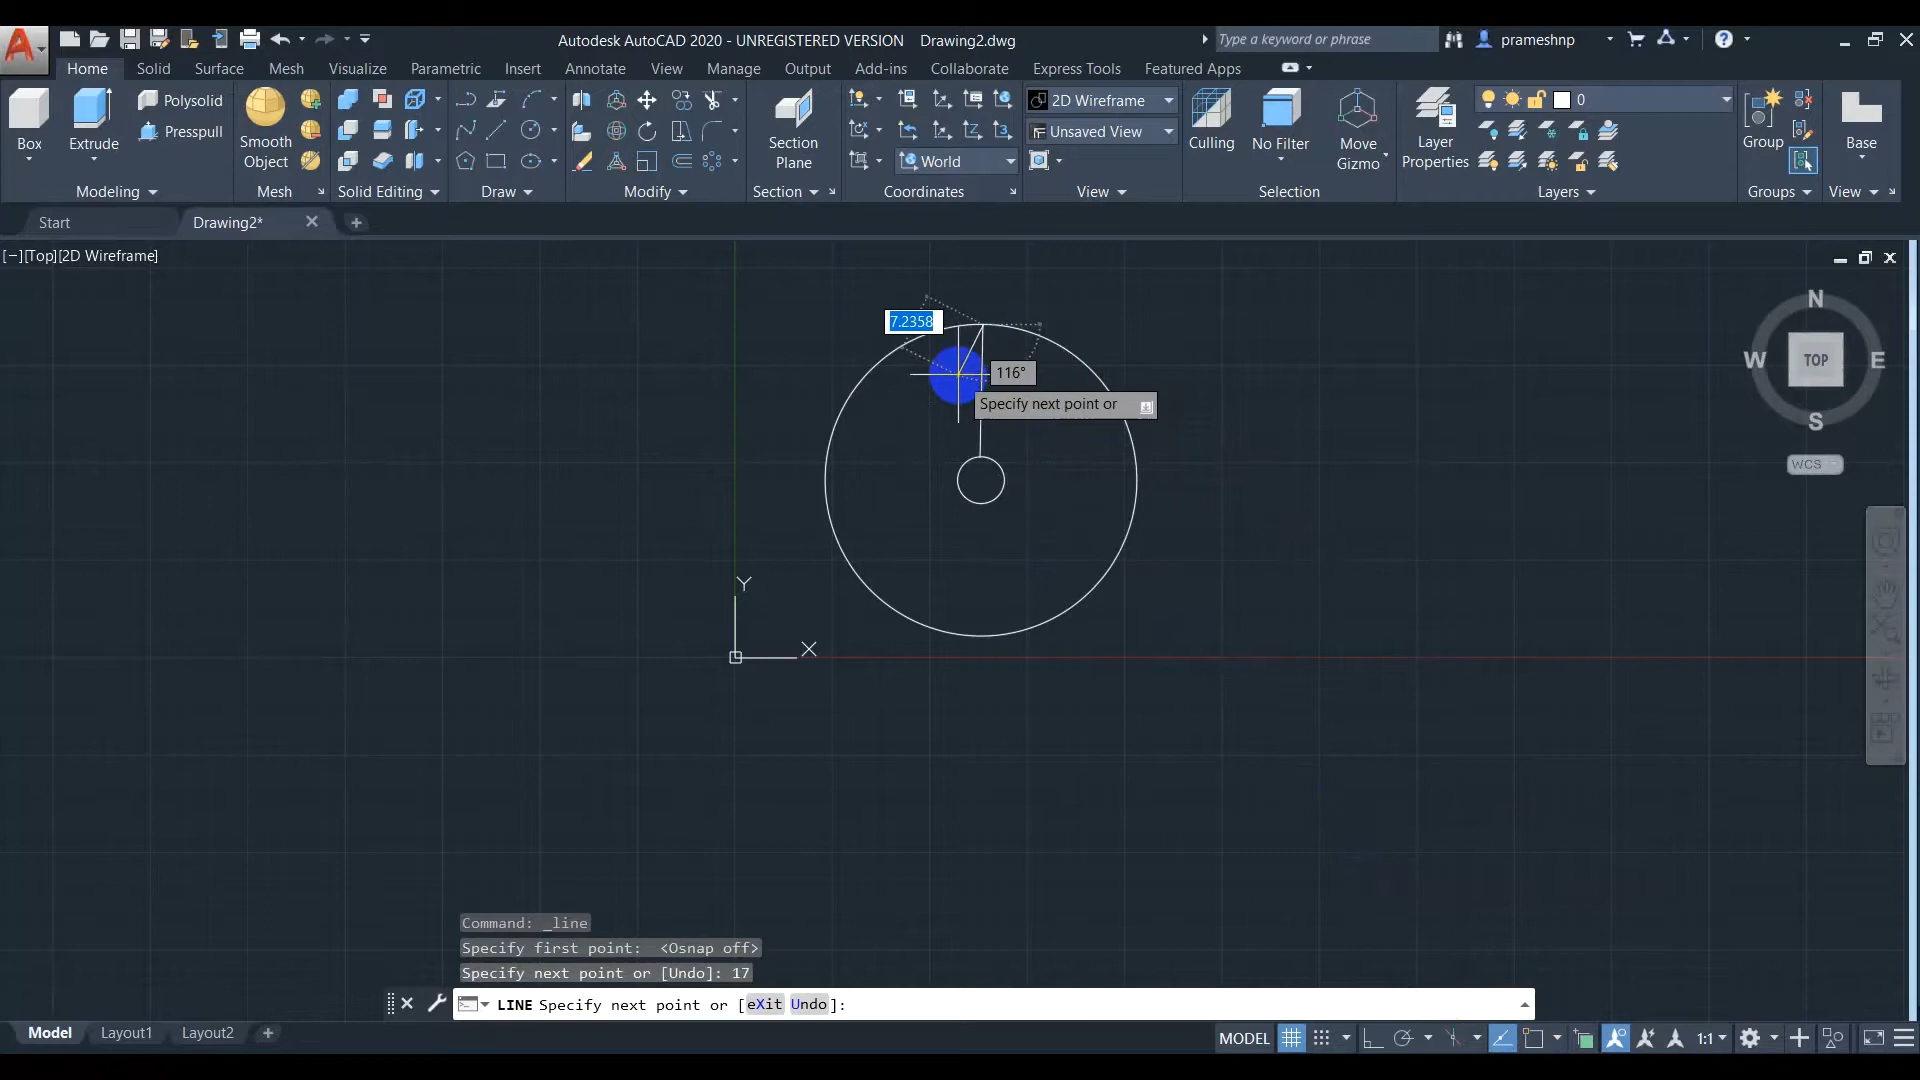 Autodesk AutoCAD 2020 - UNREGISTERED VERSION Drawing2.dwg
Type a keyword or phrase
prameshnp
Home Solid Surface Mesh Visualize Parametric Insert Annotate View Manage Output Add-ins Collaborate Express Tools Featured Apps
Box
Extrude
Polysolid
Presspull
Modeling
Smooth
Object
Mesh
Solid Editing
Draw
Modify
Section
Plane
Section
World
Coordinates
2D Wireframe
Unsaved View
View
Culling
No Filter
Move
Gizmo
Selection
Layer
Properties
0
Layers
Group
Groups
Base
View
Start
Drawing2*
[−][Top][2D Wireframe]
N
W
TOP
E
S
WCS
7.2358
116°
Specify next point or
Y
X
Command: _line
Specify first point: <Osnap off>
Specify next point or [Undo]: 17
LINE Specify next point or [eXit Undo]:
Model Layout1 Layout2
MODEL
1:1